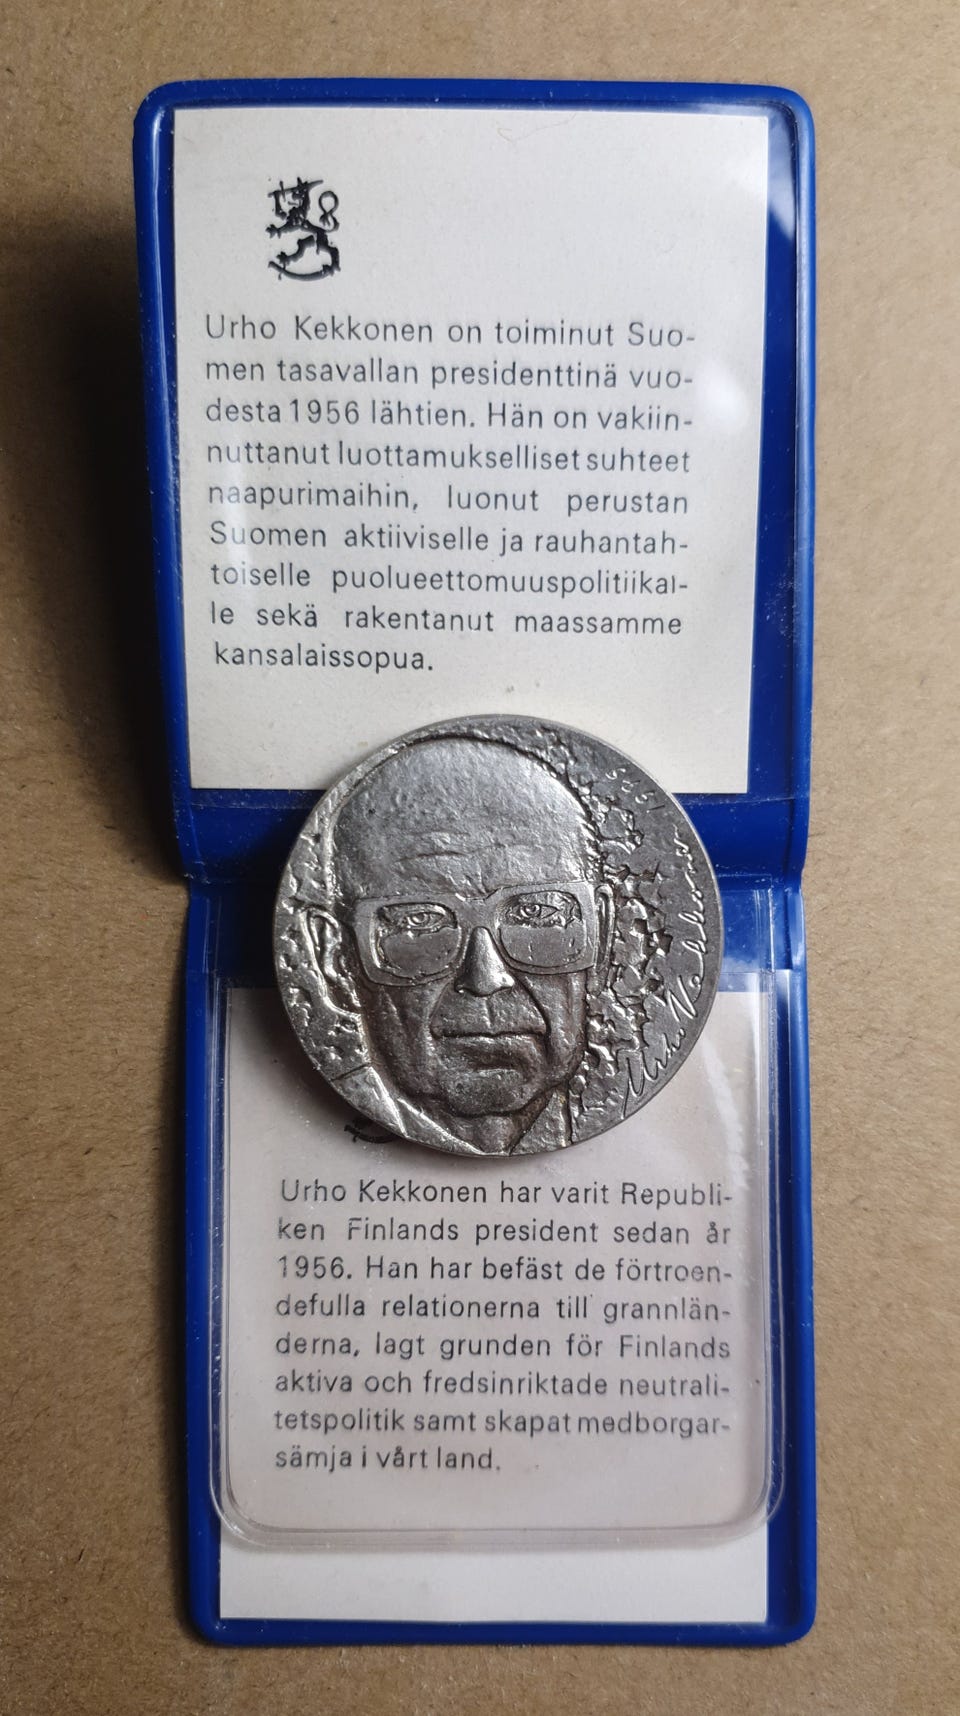 Urho Kekkonen on toiminut Suo-
men tasavallan presidenttinä vuo-
desta 1956 lähtien. Hän on vakiin-
nuttanut luottamukselliset suhteet
naapurimaihin, luonut perustan
Suomen aktiiviselle ja rauhantah-
toiselle puolueettomuuspolitiikal-
le sekä rakentanut maassamme
kansalaissopua.
1975
Urho Kekkonen
Urho Kekkonen har varit Republi-
ken Finlands president sedan år
1956. Han har befäst de förtroen-
defulla relationerna till grannlän-
derna, lagt grunden för Finlands
aktiva och fredsinriktade neutrali-
tetspolitik samt skapat medborgar-
sämja i vårt land.